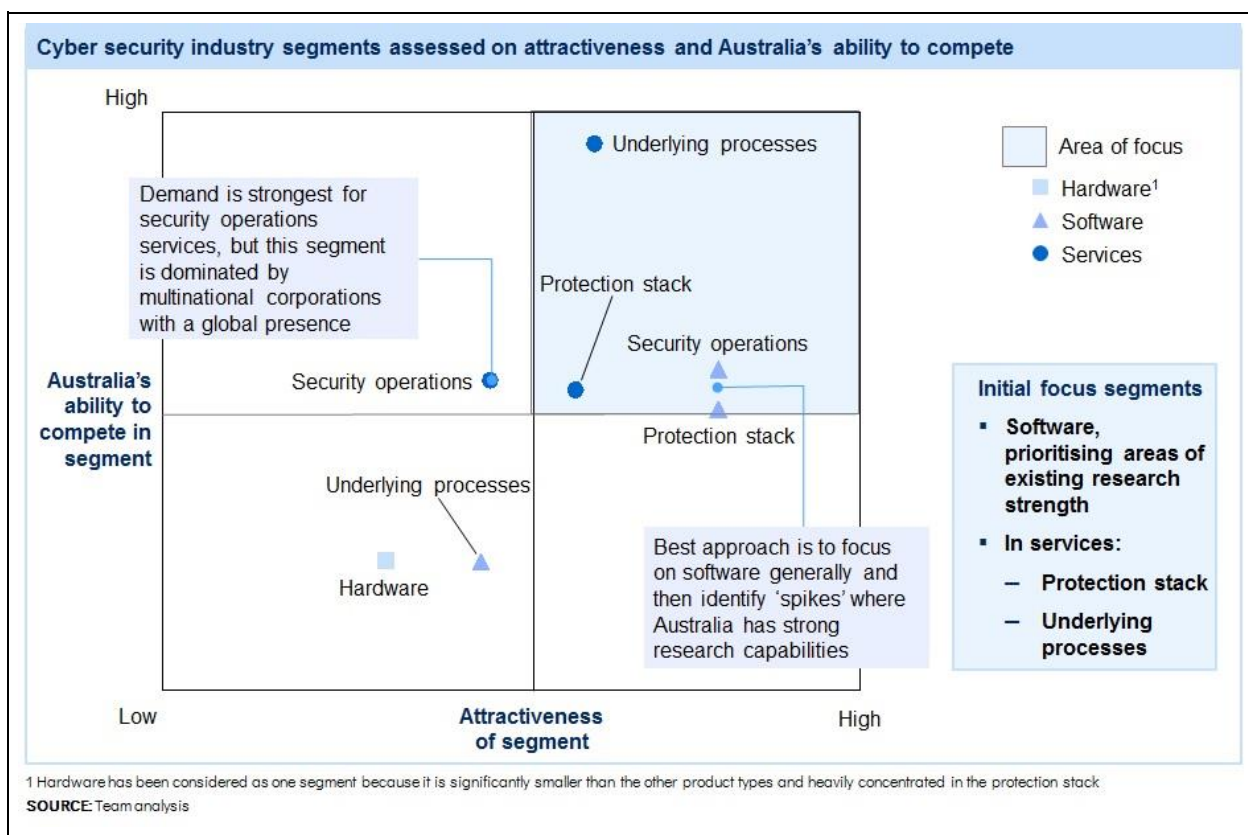 Cyber security industry segments assessed on attractiveness and Australia's ability to compete
High
Underlying processes
Demand is strongest for
security operations
services, but this segment
is dominated by
multinational corporations
with a global presence
Protection stack
Security operations
Security operations
Protection stack
Australia's
ability to
compete in
segment
Underlying processes
Hardware
Best approach is to focus
on software generally and
then identify 'spikes' where
Australia has strong
research capabilities
Low
Attractiveness
of segment
High
Area of focus
Hardware¹
Software
Services
Initial focus segments
▪ Software,
prioritising areas of
existing research
strength
▪ In services:
– Protection stack
– Underlying
processes
1 Hardware has been considered as one segment because it is significantly smaller than the other product types and heavily concentrated in the protection stack
SOURCE: Team analysis